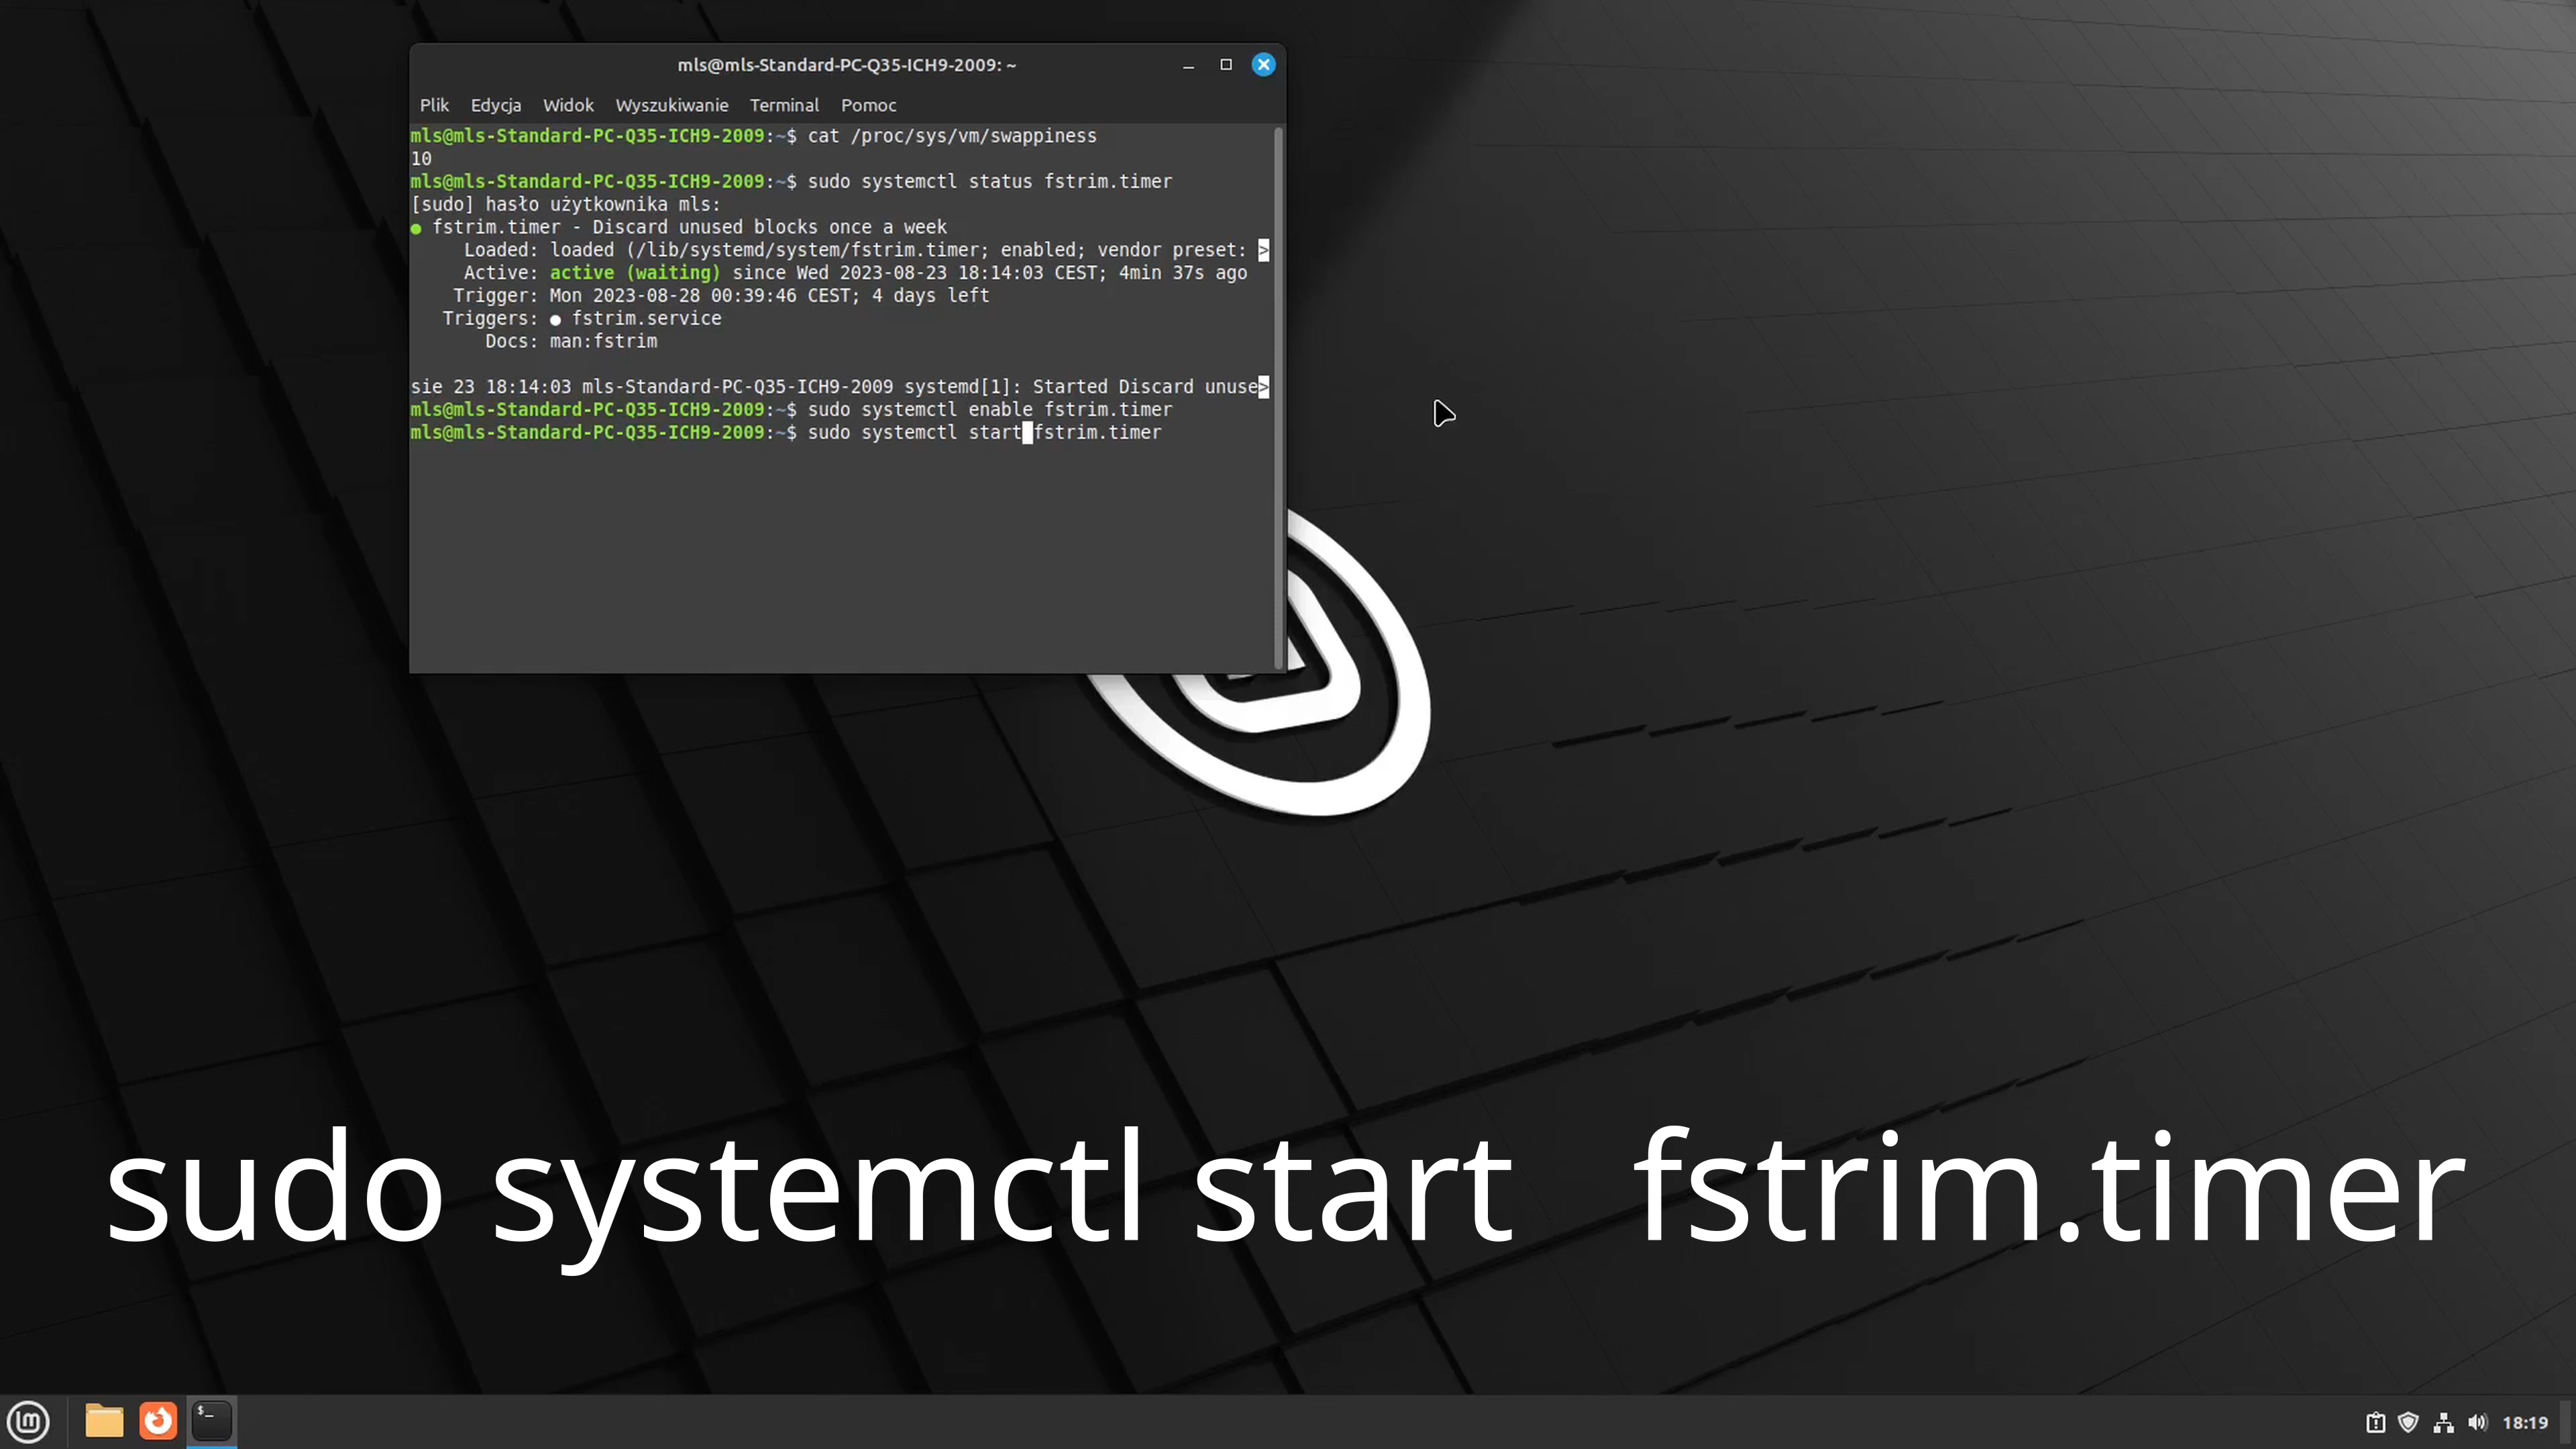 mls@mls-Standard-PC-Q35-ICH9-2009: ~
Plik Edycja Widok Wyszukiwanie Terminal Pomoc
mls@mls-Standard-PC-Q35-ICH9-2009:~$ cat /proc/sys/vm/swappiness
10
mls@mls-Standard-PC-Q35-ICH9-2009:~$ sudo systemctl status fstrim.timer
[sudo] hasło użytkownika mls:
● fstrim.timer - Discard unused blocks once a week
Loaded: loaded (/lib/systemd/system/fstrim.timer; enabled; vendor preset: >
Active: active (waiting) since Wed 2023-08-23 18:14:03 CEST; 4min 37s ago
Trigger: Mon 2023-08-28 00:39:46 CEST; 4 days left
Triggers: ● fstrim.service
Docs: man:fstrim
sie 23 18:14:03 mls-Standard-PC-Q35-ICH9-2009 systemd[1]: Started Discard unuse>
mls@mls-Standard-PC-Q35-ICH9-2009:~$ sudo systemctl enable fstrim.timer
mls@mls-Standard-PC-Q35-ICH9-2009:~$ sudo systemctl start fstrim.timer
sudo systemctl start fstrim.timer
lm
$_
18:19